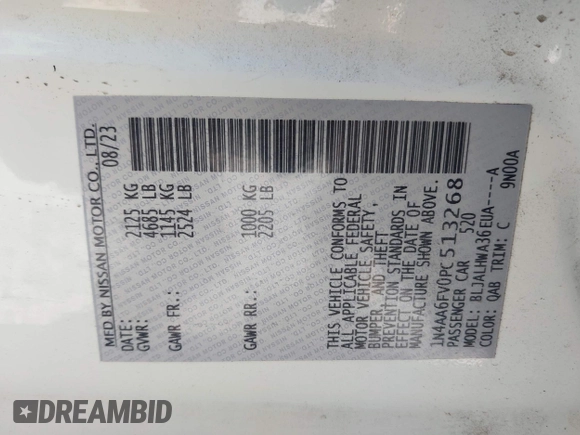 MFD BY NISSAN MOTOR CO., LTD.
DATE: 08/23
GVWR: 2125 KG
4685 LB
GAWR FR: 1145 KG
2524 LB
GAWR RR: 1000 KG
2205 LB
THIS VEHICLE CONFORMS TO
ALL APPLICABLE FEDERAL
MOTOR VEHICLE SAFETY,
BUMPER, AND THEFT
PREVENTION STANDARDS IN
EFFECT ON THE DATE OF
MANUFACTURE SHOWN ABOVE.
1N4AA6FV0PC513268
PASSENGER CAR 520
MODEL: BLJALHWA36EUA-----A
COLOR: QAB TRIM: C 9N00A
DREAMBID